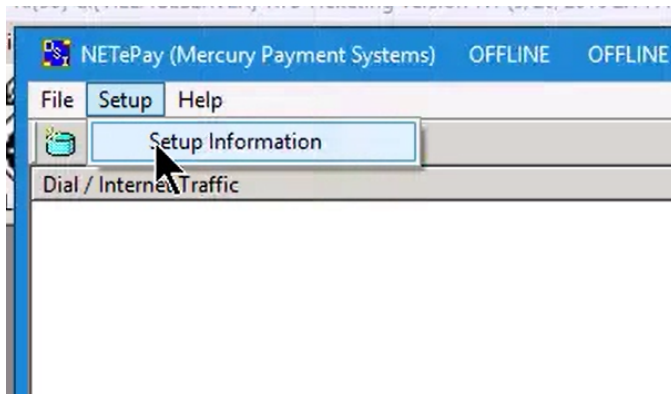 NETePay (Mercury Payment Systems) OFFLINE OFFLINE
File Setup Help
Setup Information
Dial / Internet Traffic